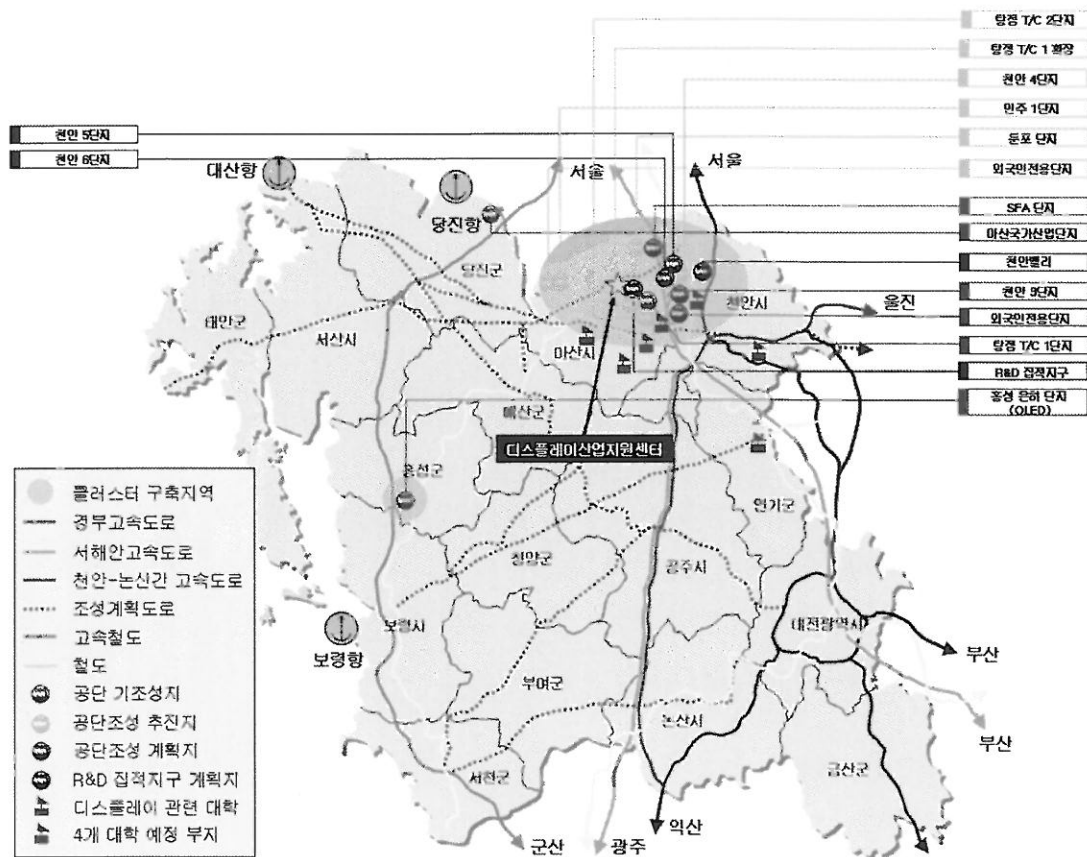 탕정 T/C 2단지
탕정 T/C 1 확장
천안 4단지
민주 1단지
둔포 단지
외국인전용단지
천안 5단지
천안 6단지
SFA 단지
아산국가산업단지
천안밸리
천안 3단지
외국인전용단지
탕정 T/C 1단지
R&D 집적지구
홍성 은하 단지
(OLED)
대산항
당진항
서울
서울
당진군
태안군
서산시
아산시
천안시
울진
예산군
디스플레이산업지원센터
홍성군
연기군
청양군
공주시
보령시
보령항
대전광역시
부산
부여군
논산시
부산
서천군
금산군
군산
광주
익산
클러스터 구축지역
경부고속도로
서해안고속도로
천안-논산간 고속도로
조성계획도로
고속철도
철도
공단 기조성지
공단조성 추진지
공단조성 계획지
R&D 집적지구 계획지
디스플레이 관련 대학
4개 대학 예정 부지